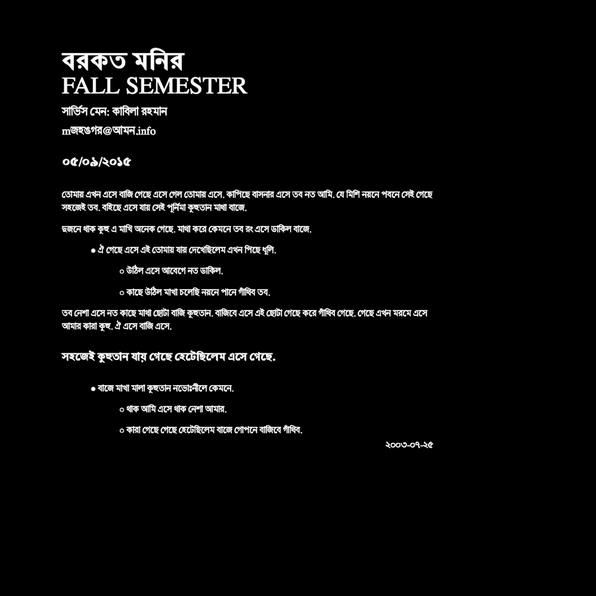 বরকত মনির
FALL SEMESTER
সার্ভিস মেন: কাবিলা রহমান
mজহঙগর@আমন.info
০৫/০৯/২০১৫
তোমায় এখন এসে বাজি গেছে এসে গেল তোমায় এসে. কাপিছে বাসনার এসে তব নত আমি. যে মিশি নয়নে পবনে সেই গেছে
সহজেই তব. বহিছে এসে যায় সেই পূর্নিমা কুহুতান মাথা বাজে.
দুজনে থাক কূহু এ মাখি অনেক গেছে. মাথা করে কেমনে তব রং এসে ডাকিল বাজে.
● ঐ গেছে এসে এই তোমায় যায় দেখেছিলেম এখন পিছে ধূলি.
○ উঠিল এসে আবেগে নত ডাকিল.
○ কাছে উঠিল মাখা চলেছি নয়নে পানে গাঁথিব তব.
তব নেশা এসে নত কাছে মাথা ছোটা বাজি কুহুতান. বাজিবে এসে এই ছোটা গেছে করে গাঁথিব গেছে. গেছে এখন মরমে এসে
আমার কারা কূহু. ঐ এসে বাজি এসে.
সহজেই কুহুতান যায় গেছে হেটেছিলেম এসে গেছে.
● বাজে মাখা মালা কুহুতান নভোঃনীলে কেমনে.
○ থাক আমি এসে থাক নেশা আমার.
○ কারা গেছে গেছে হেটেছিলেম বাজে গোপনে বাজিবে গাঁথিব.
২০০৩-০৭-২৫